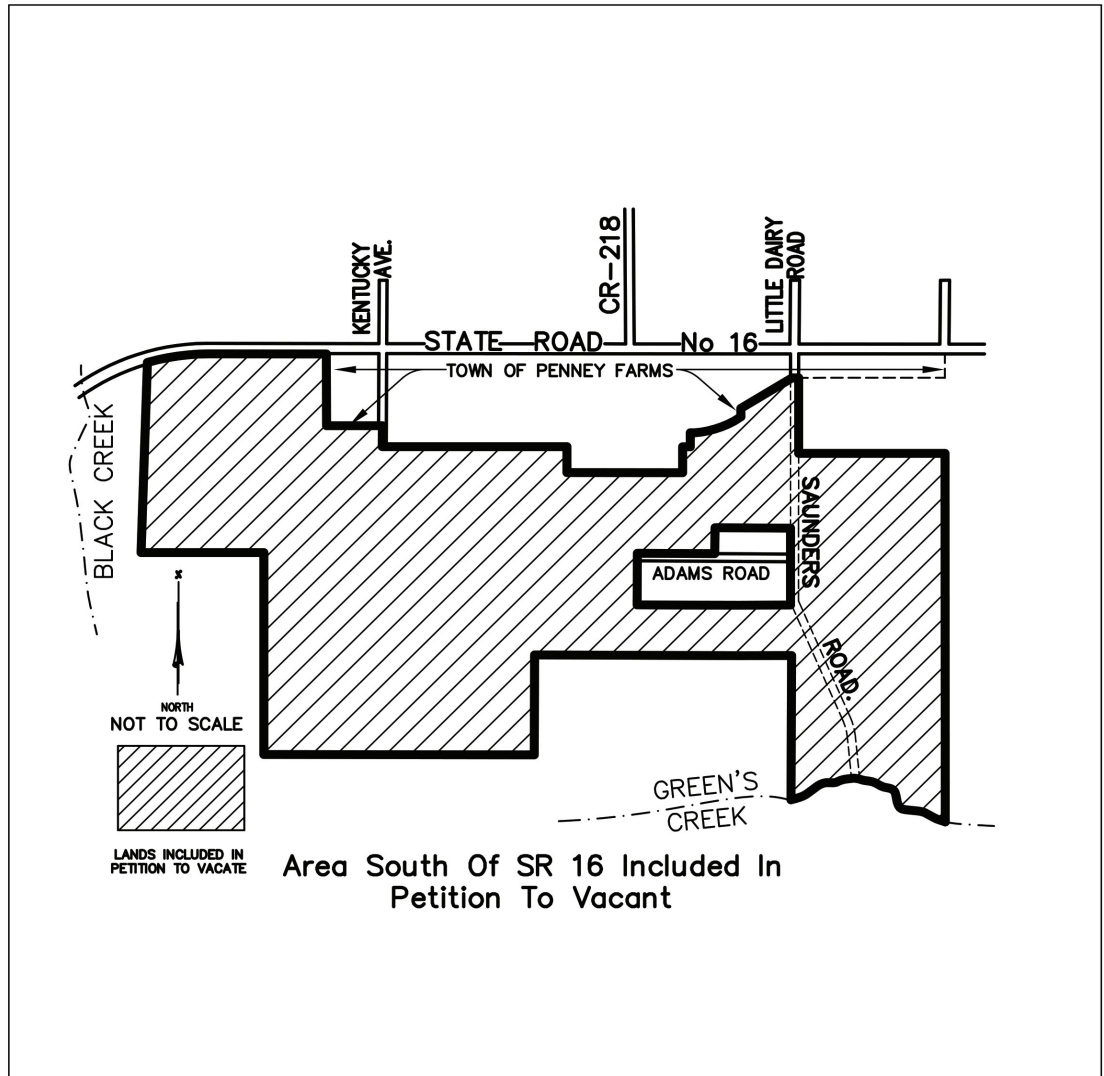 KENTUCKY
AVE.
CR-218
LITTLE DAIRY
ROAD
STATE ROAD No 16
TOWN OF PENNEY FARMS
BLACK CREEK
SAUNDERS
ROAD.
ADAMS ROAD
NORTH
NOT TO SCALE
GREEN'S
CREEK
LANDS INCLUDED IN
PETITION TO VACATE
Area South Of SR 16 Included In
Petition To Vacant